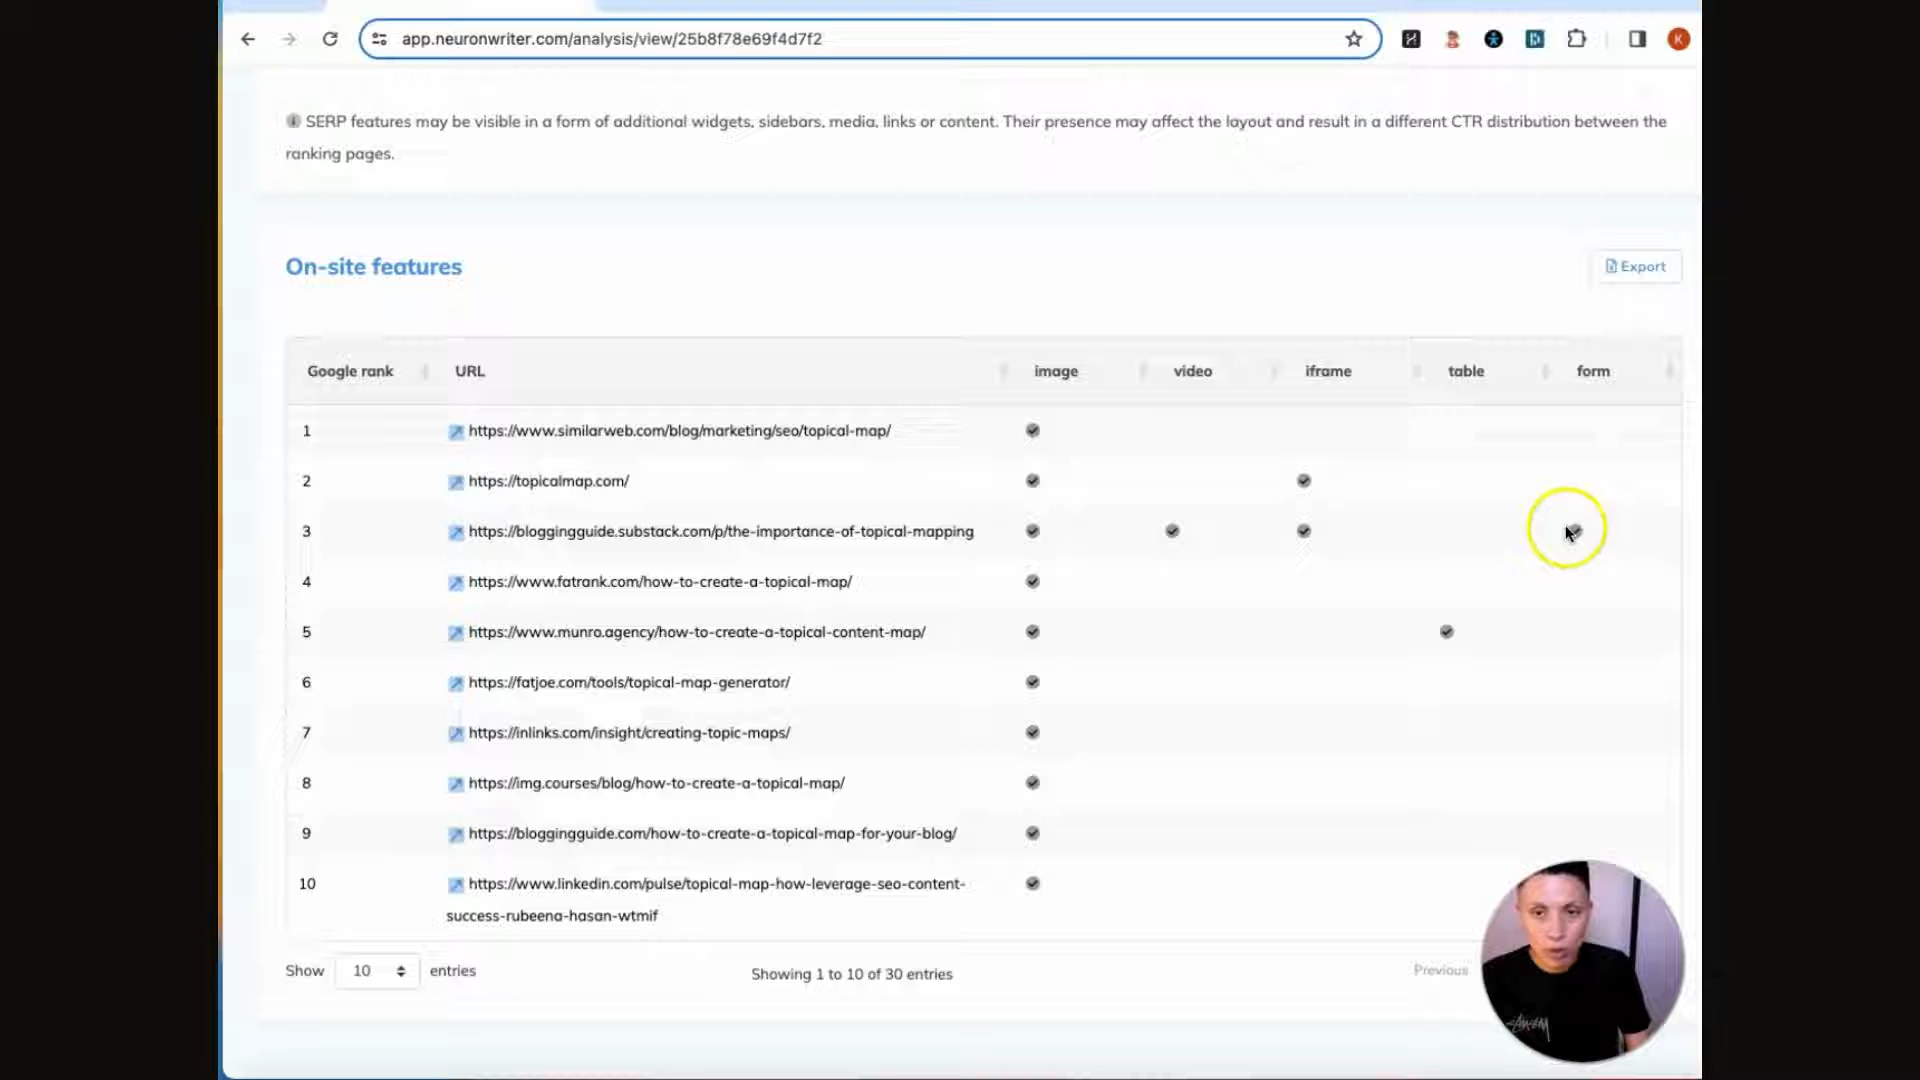 app.neuronwriter.com/analysis/view/25b8f78e69f4d7f2
K
SERP features may be visible in a form of additional widgets, sidebars, media, links or content. Their presence may affect the layout and result in a different CTR distribution between the
ranking pages.
On-site features
Export
Google rank URL image video iframe table form
1 https://www.similarweb.com/blog/marketing/seo/topical-map/
2 https://topicalmap.com/
3 https://bloggingguide.substack.com/p/the-importance-of-topical-mapping
4 https://www.fatrank.com/how-to-create-a-topical-map/
5 https://www.munro.agency/how-to-create-a-topical-content-map/
6 https://fatjoe.com/tools/topical-map-generator/
7 https://inlinks.com/insight/creating-topic-maps/
8 https://img.courses/blog/how-to-create-a-topical-map/
9 https://bloggingguide.com/how-to-create-a-topical-map-for-your-blog/
10 https://www.linkedin.com/pulse/topical-map-how-leverage-seo-content-
success-rubeena-hasan-wtmif
Show 10 entries
Showing 1 to 10 of 30 entries
Previous